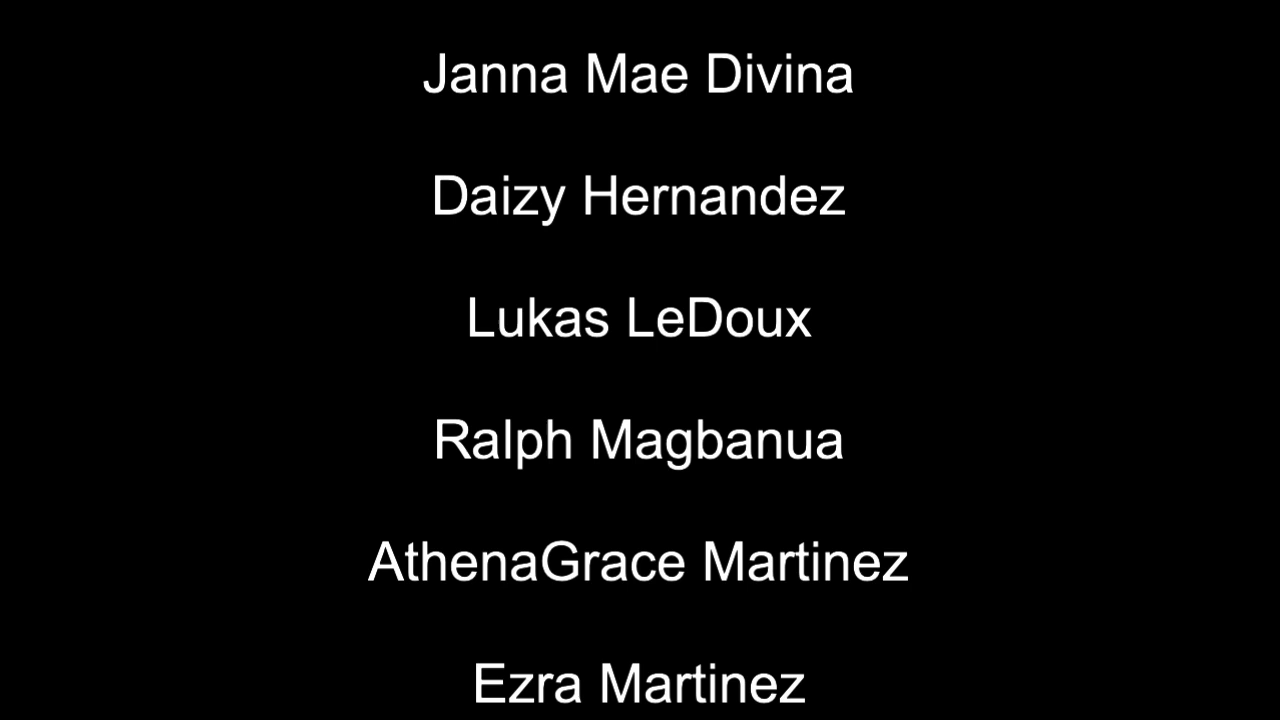 Janna Mae Divina
Daizy Hernandez
Lukas LeDoux
Ralph Magbanua
AthenaGrace Martinez
Ezra Martinez